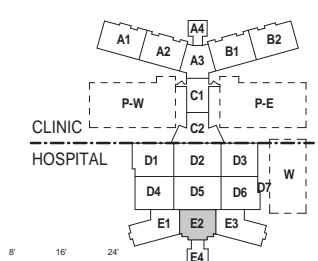 A4
A1 A2 A3 B1 B2
C1
P-W P-E
CLINIC C2
HOSPITAL
D1 D2 D3 W
D4 D5 D6 D7
E1 E2 E3
8' 16' 24' E4